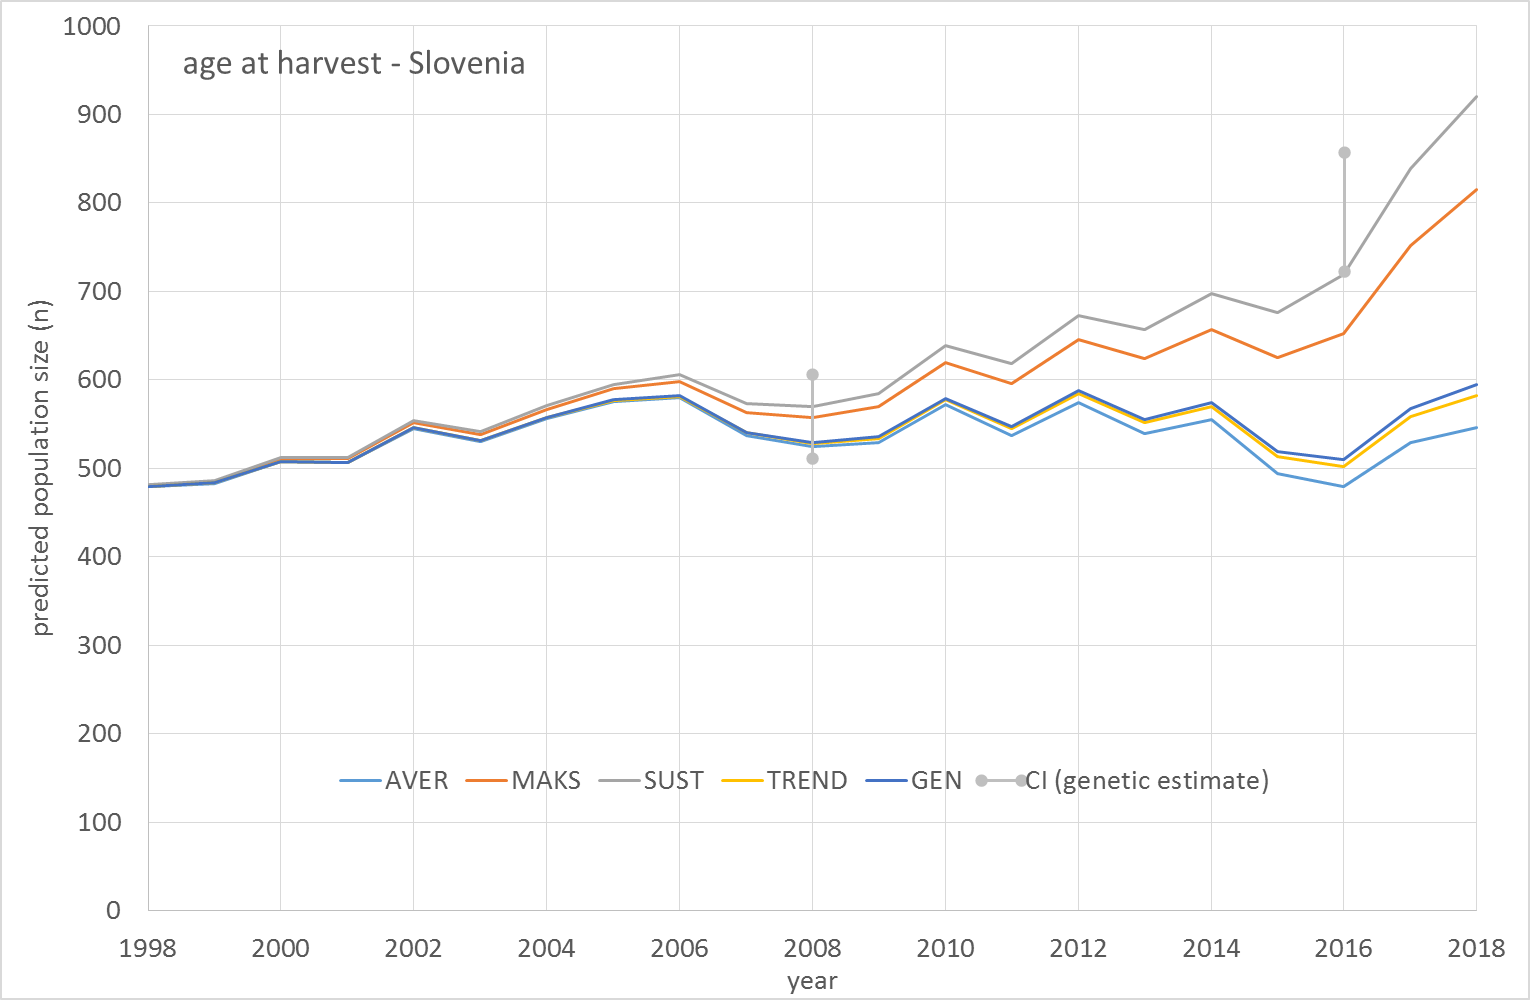 age at harvest - Slovenia
predicted population size (n)
1000
900
800
700
600
500
400
300
200
100
0
AVER MAKS SUST TREND GEN CI (genetic estimate)
1998 2000 2002 2004 2006 2008 2010 2012 2014 2016 2018
year